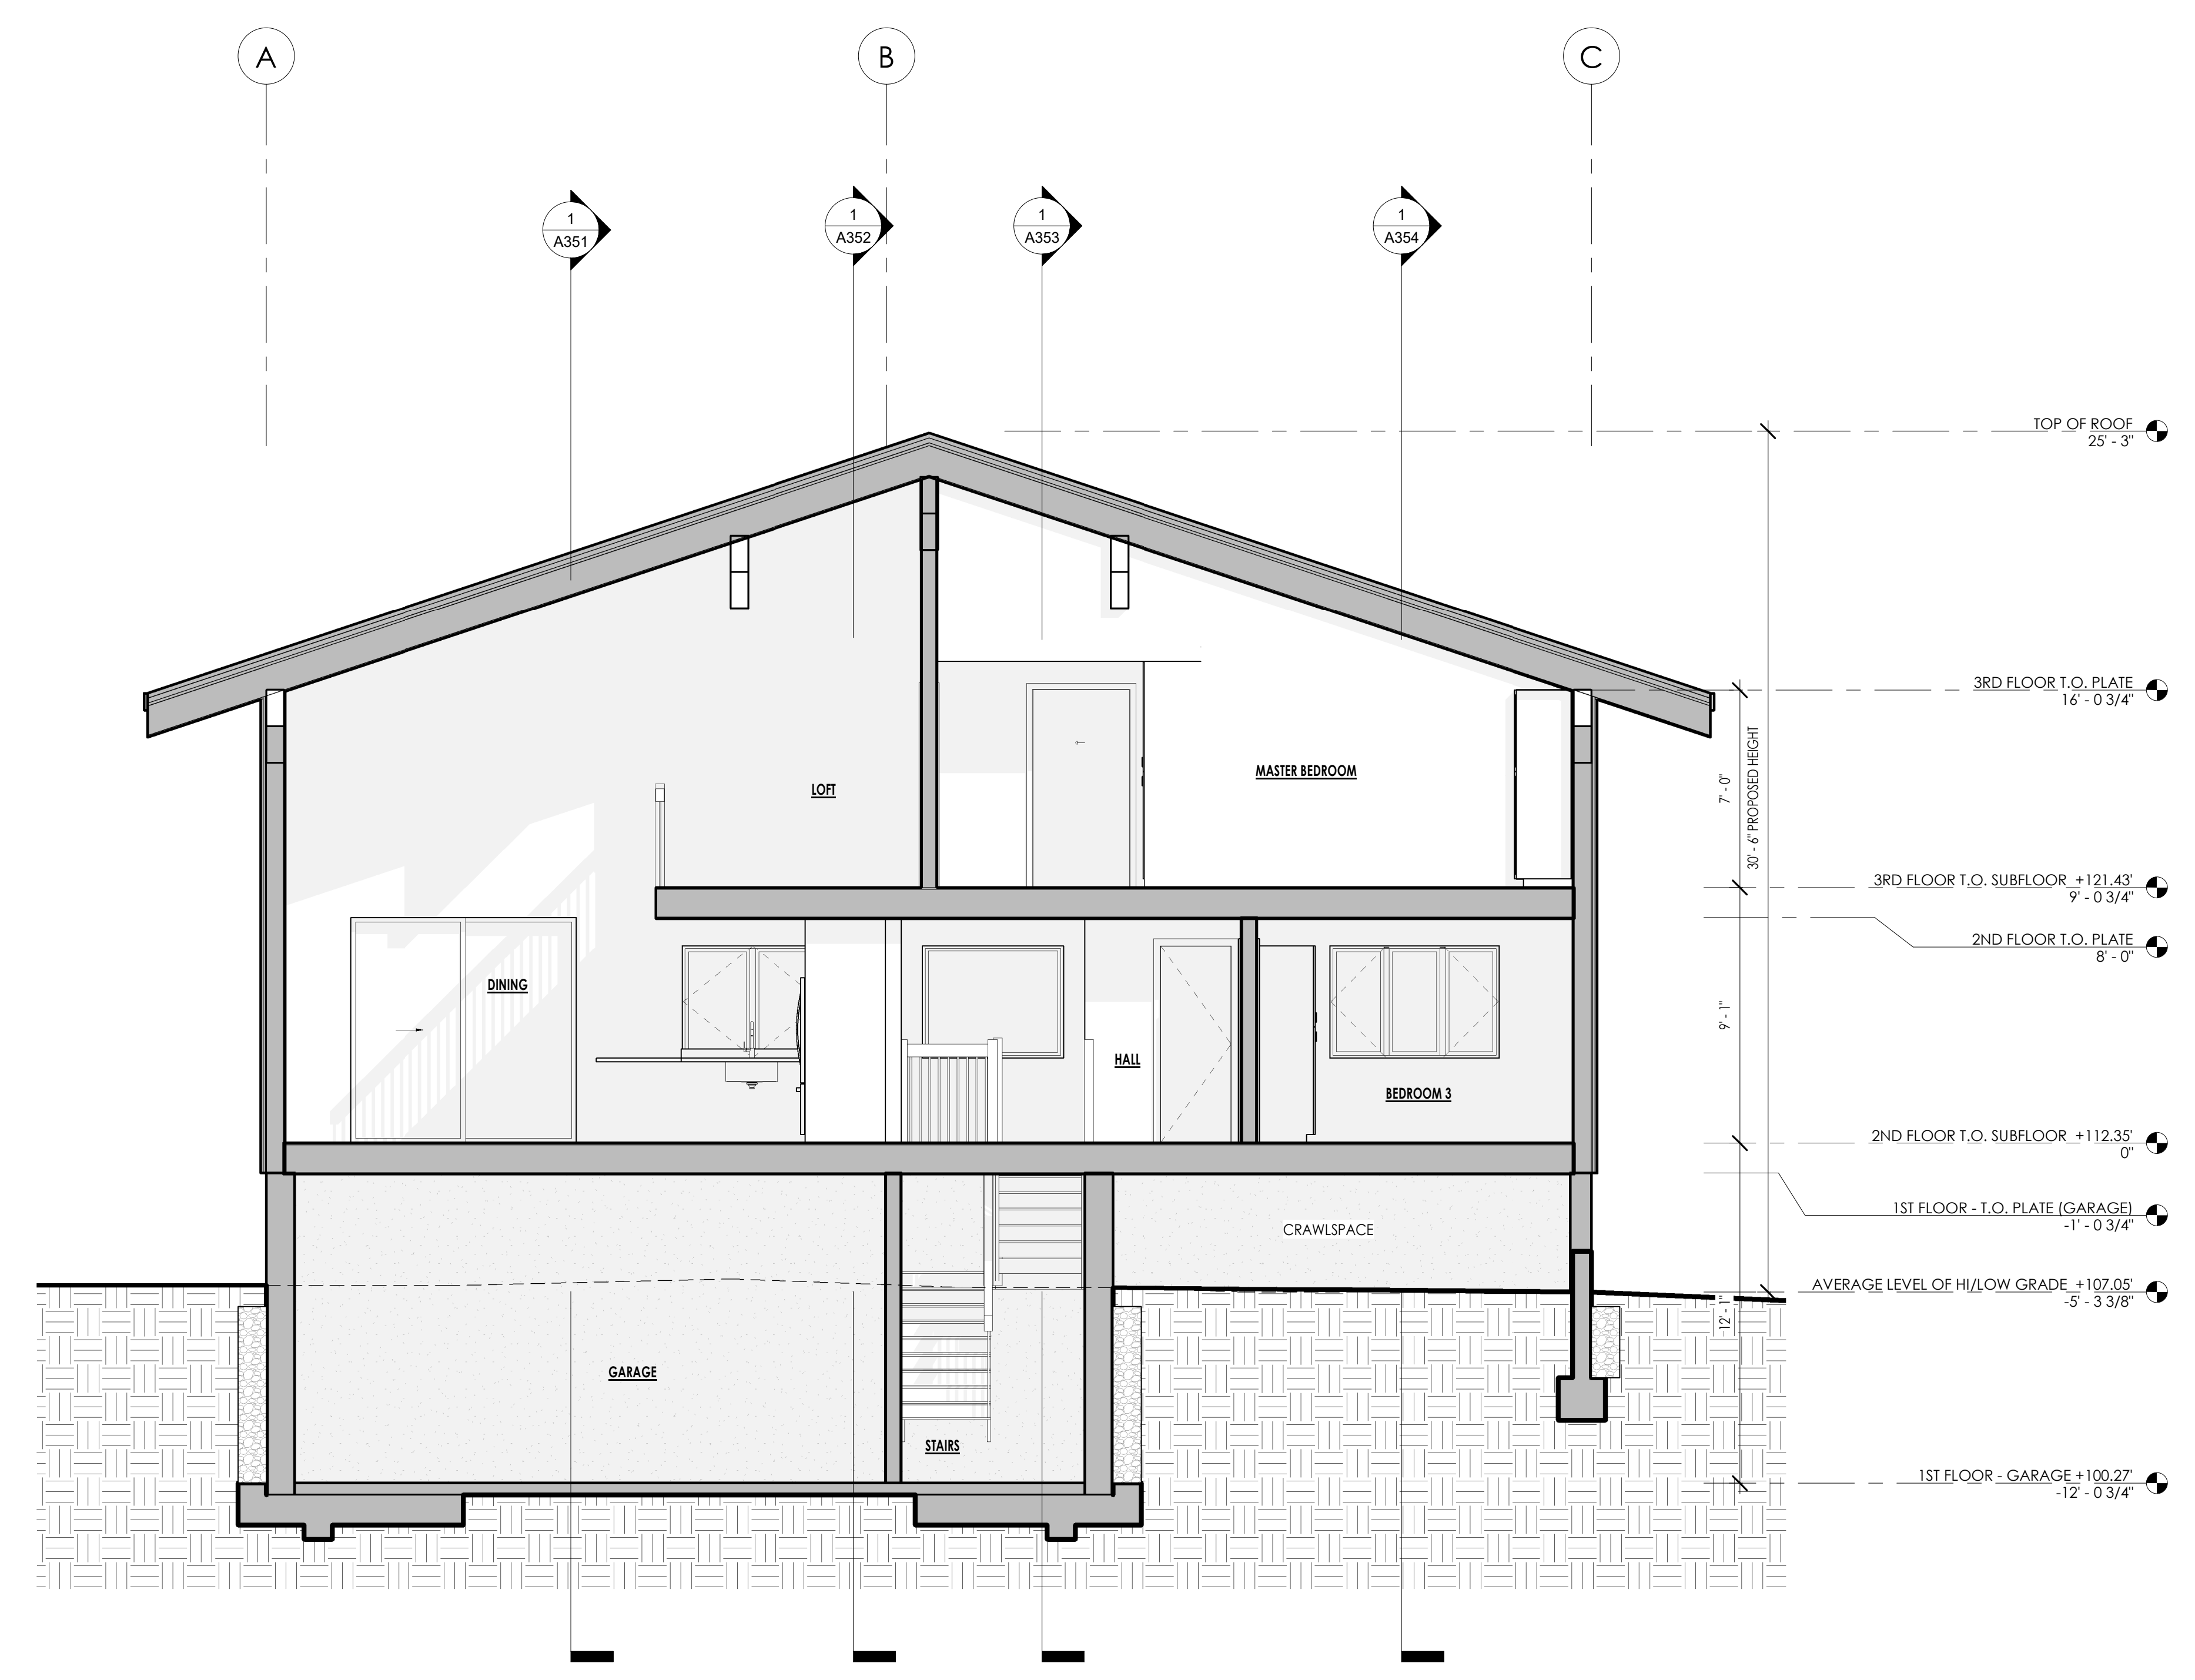 A
B
C
1
A351
1
A352
1
A353
1
A354
TOP OF ROOF
25' - 3"
3RD FLOOR T.O. PLATE
16' - 0 3/4"
7' - 0"
30' - 6" PROPOSED HEIGHT
MASTER BEDROOM
LOFT
3RD FLOOR T.O. SUBFLOOR +121.43'
9' - 0 3/4"
2ND FLOOR T.O. PLATE
8' - 0"
DINING
9' - 1"
HALL
BEDROOM 3
2ND FLOOR T.O. SUBFLOOR +112.35'
0"
1ST FLOOR - T.O. PLATE (GARAGE)
-1' - 0 3/4"
CRAWLSPACE
AVERAGE LEVEL OF HI/LOW GRADE +107.05'
-5' - 3 3/8"
12' - 1"
GARAGE
STAIRS
1ST FLOOR - GARAGE +100.27'
-12' - 0 3/4"